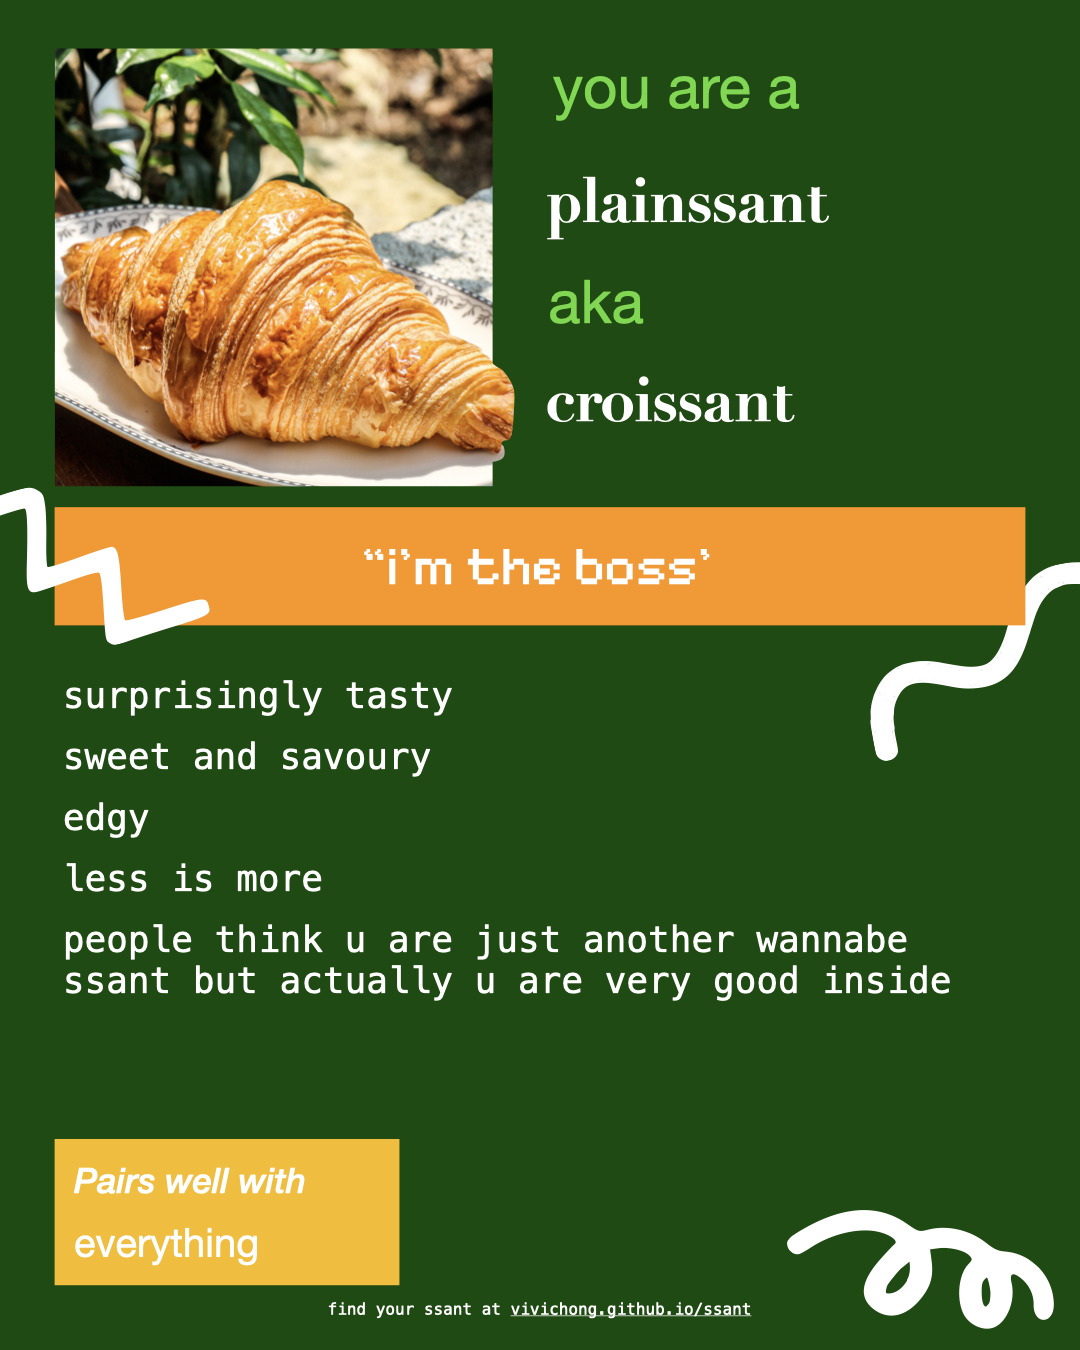 you are a
plainssant
aka
croissant
“i’m the boss’
surprisingly tasty
sweet and savoury
edgy
less is more
people think u are just another wannabe
ssant but actually u are very good inside
Pairs well with
everything
find your ssant at vivichong.github.io/ssant